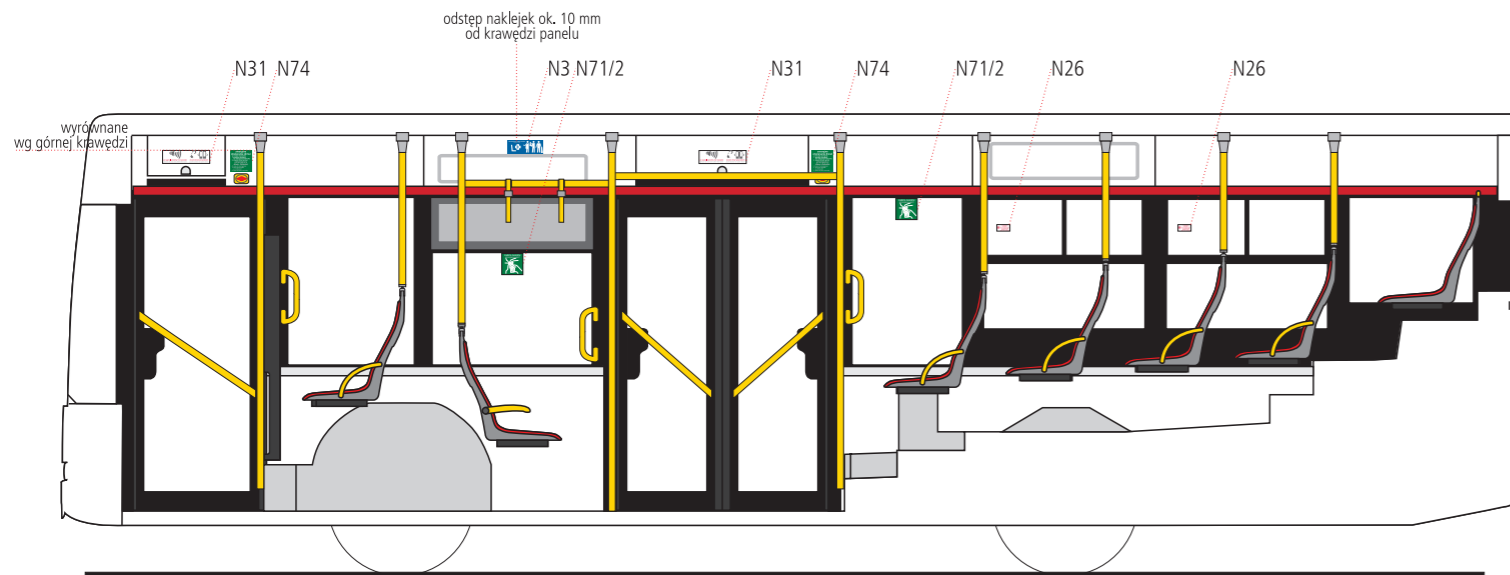 odstęp naklejek ok. 10 mm
od krawędzi panelu
N31 N74 N3 N71/2 N31 N74 N71/2 N26 N26
wyrównane
wg górnej krawędzi